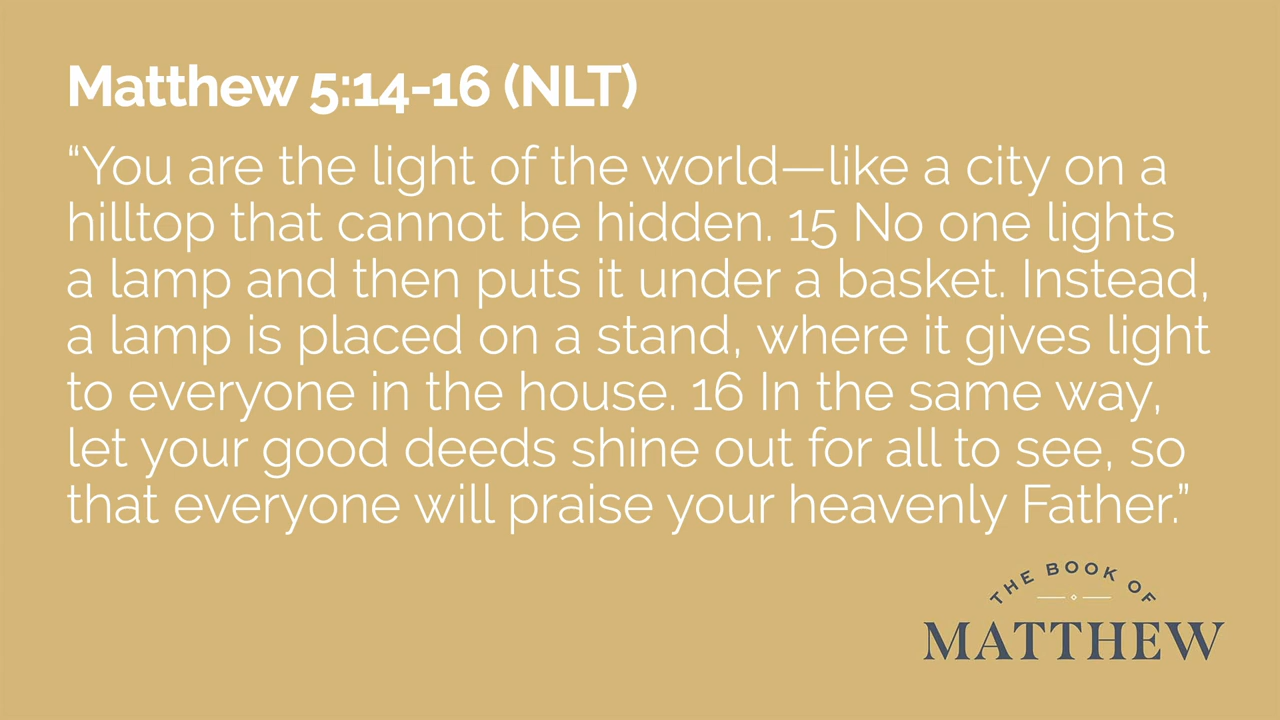 Matthew 5:14-16 (NLT)
“You are the light of the world—like a city on a
hilltop that cannot be hidden. 15 No one lights
a lamp and then puts it under a basket. Instead,
a lamp is placed on a stand, where it gives light
to everyone in the house. 16 In the same way,
let your good deeds shine out for all to see, so
that everyone will praise your heavenly Father.”
THE BOOK OF
MATTHEW